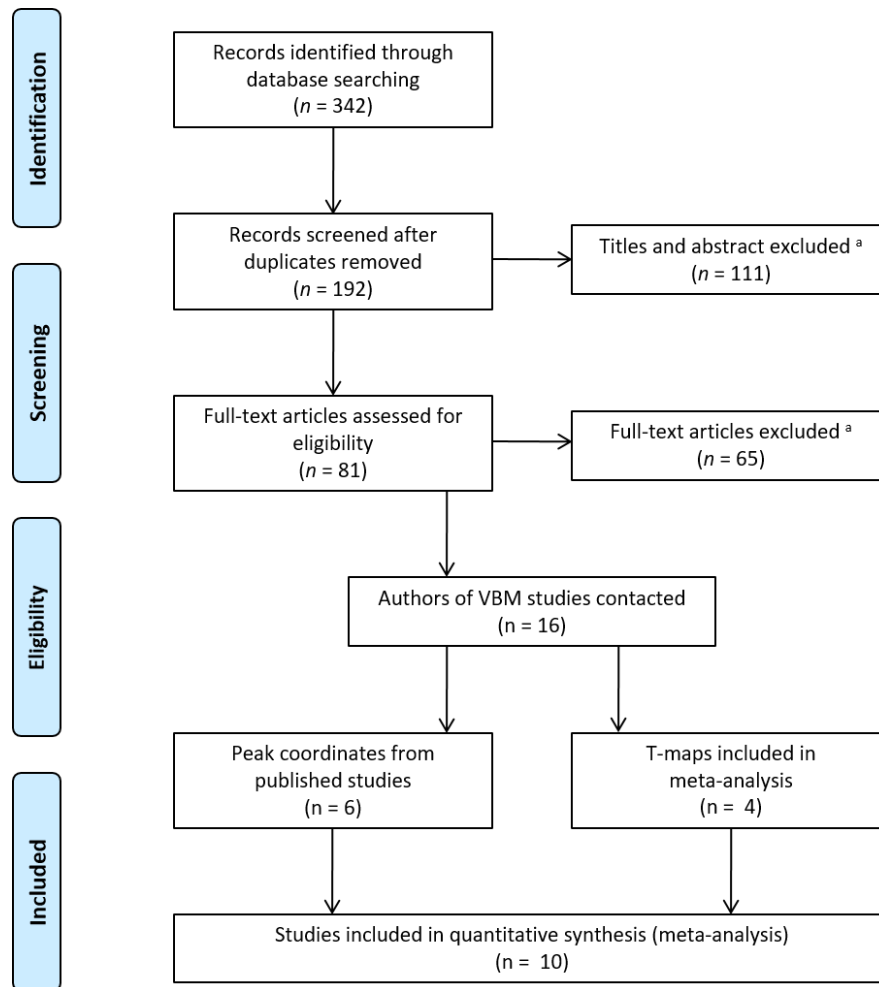 Identification
Records identified through
database searching
(n = 342)
Records screened after
duplicates removed
(n = 192)
Titles and abstract excluded ª
(n = 111)
Screening
Full-text articles assessed for
eligibility
(n = 81)
Full-text articles excluded ª
(n = 65)
Eligibility
Authors of VBM studies contacted
(n = 16)
Peak coordinates from
published studies
(n = 6)
T-maps included in
meta-analysis
(n = 4)
Included
Studies included in quantitative synthesis (meta-analysis)
(n = 10)